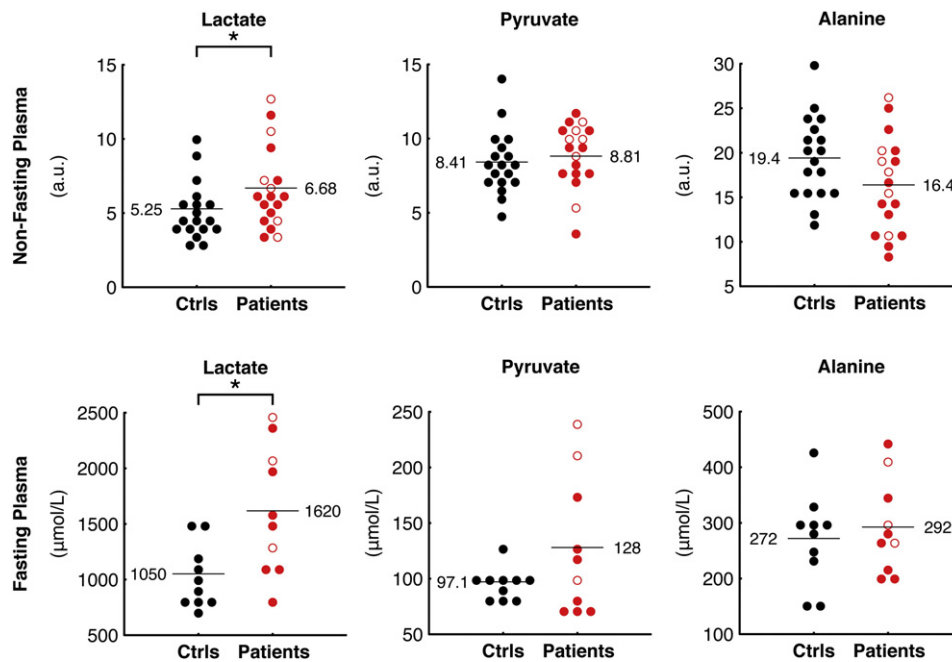 Lactate
Pyruvate
Alanine
*
Non-Fasting Plasma
(a.u.)
15
10
5
0
5.25
6.68
Ctrls Patients
(a.u.)
15
10
5
0
8.41
8.81
Ctrls Patients
(a.u.)
30
25
20
15
10
5
19.4
16.4
Ctrls Patients
Lactate
Pyruvate
Alanine
*
Fasting Plasma
(µmol/L)
2500
2000
1500
1000
500
1050
1620
Ctrls Patients
(µmol/L)
250
200
150
100
50
97.1
128
Ctrls Patients
(µmol/L)
500
400
300
200
100
272
292
Ctrls Patients